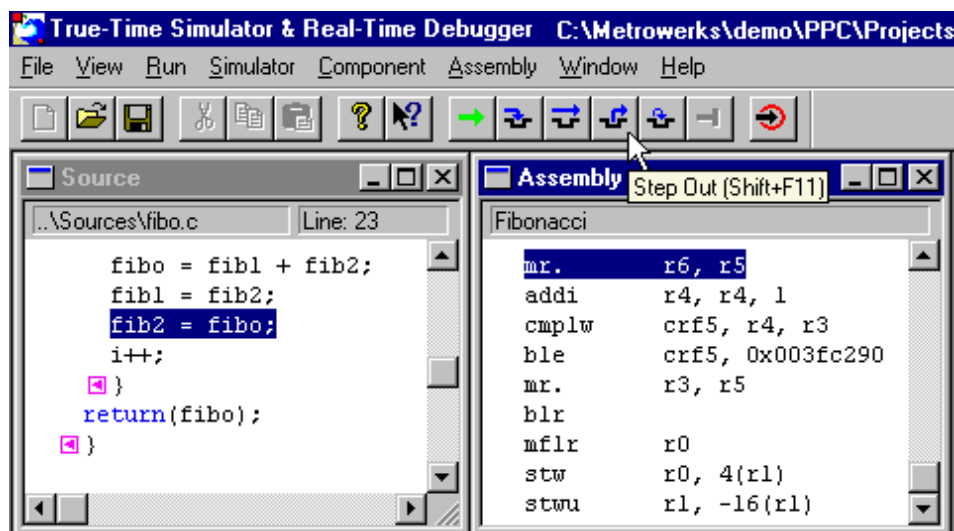 True-Time Simulator & Real-Time Debugger C:\Metrowerks\demo\PPC\Projects
File View Run Simulator Component Assembly Window Help
Source
..\Sources\fibo.c Line: 23
fibo = fib1 + fib2;
fib1 = fib2;
fib2 = fibo;
i++;
}
return(fibo);
}
Assembly
Step Out (Shift+F11)
Fibonacci
mr. r6, r5
addi r4, r4, 1
cmplw crf5, r4, r3
ble crf5, 0x003fc290
mr. r3, r5
blr
mflr r0
stw r0, 4(r1)
stwu r1, -16(r1)